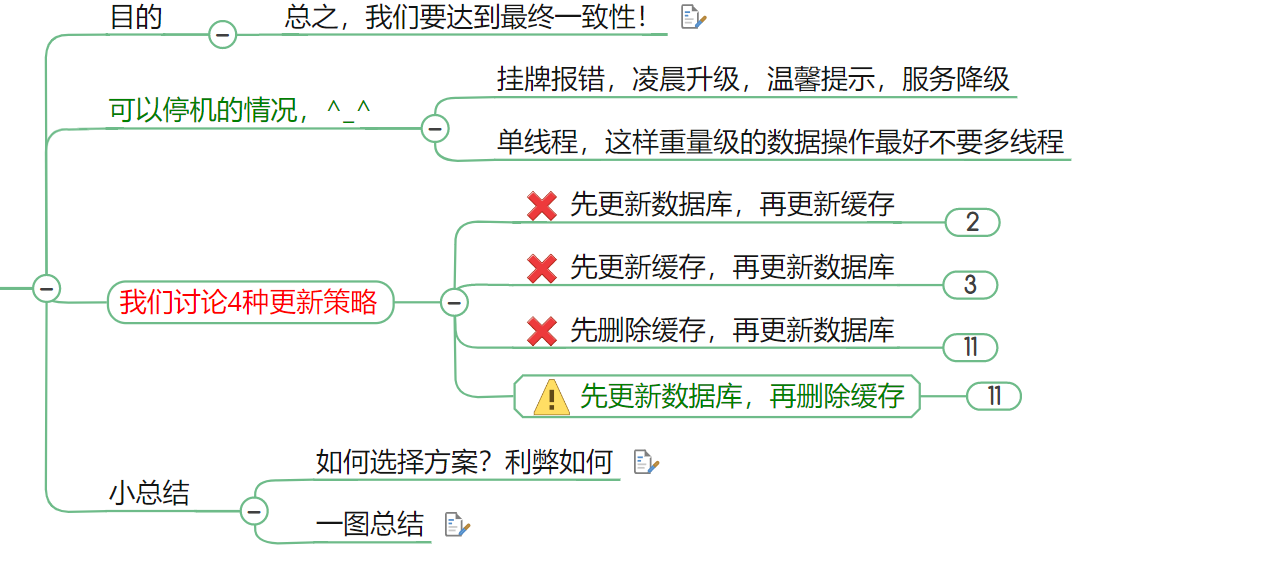 目的
总之，我们要达到最终一致性！
可以停机的情况，^_^
挂牌报错，凌晨升级，温馨提示，服务降级
单线程，这样重量级的数据操作最好不要多线程
我们讨论4种更新策略
先更新数据库，再更新缓存
2
先更新缓存，再更新数据库
3
先删除缓存，再更新数据库
11
先更新数据库，再删除缓存
11
小总结
如何选择方案？利弊如何
一图总结